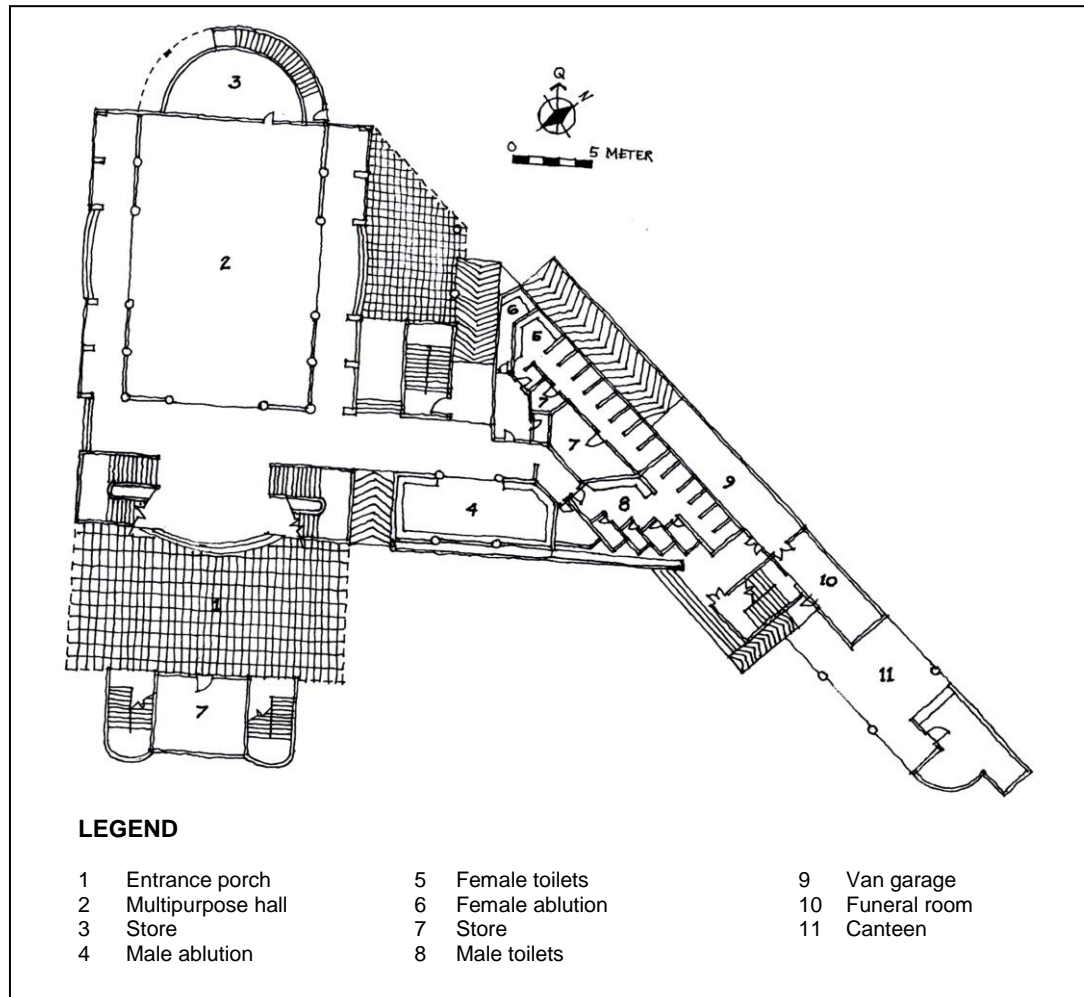 3
Q
N
0 5 METER
2
6
5
7
7
9
8
4
10
1
11
7
LEGEND
1 Entrance porch
2 Multipurpose hall
3 Store
4 Male ablution
5 Female toilets
6 Female ablution
7 Store
8 Male toilets
9 Van garage
10 Funeral room
11 Canteen